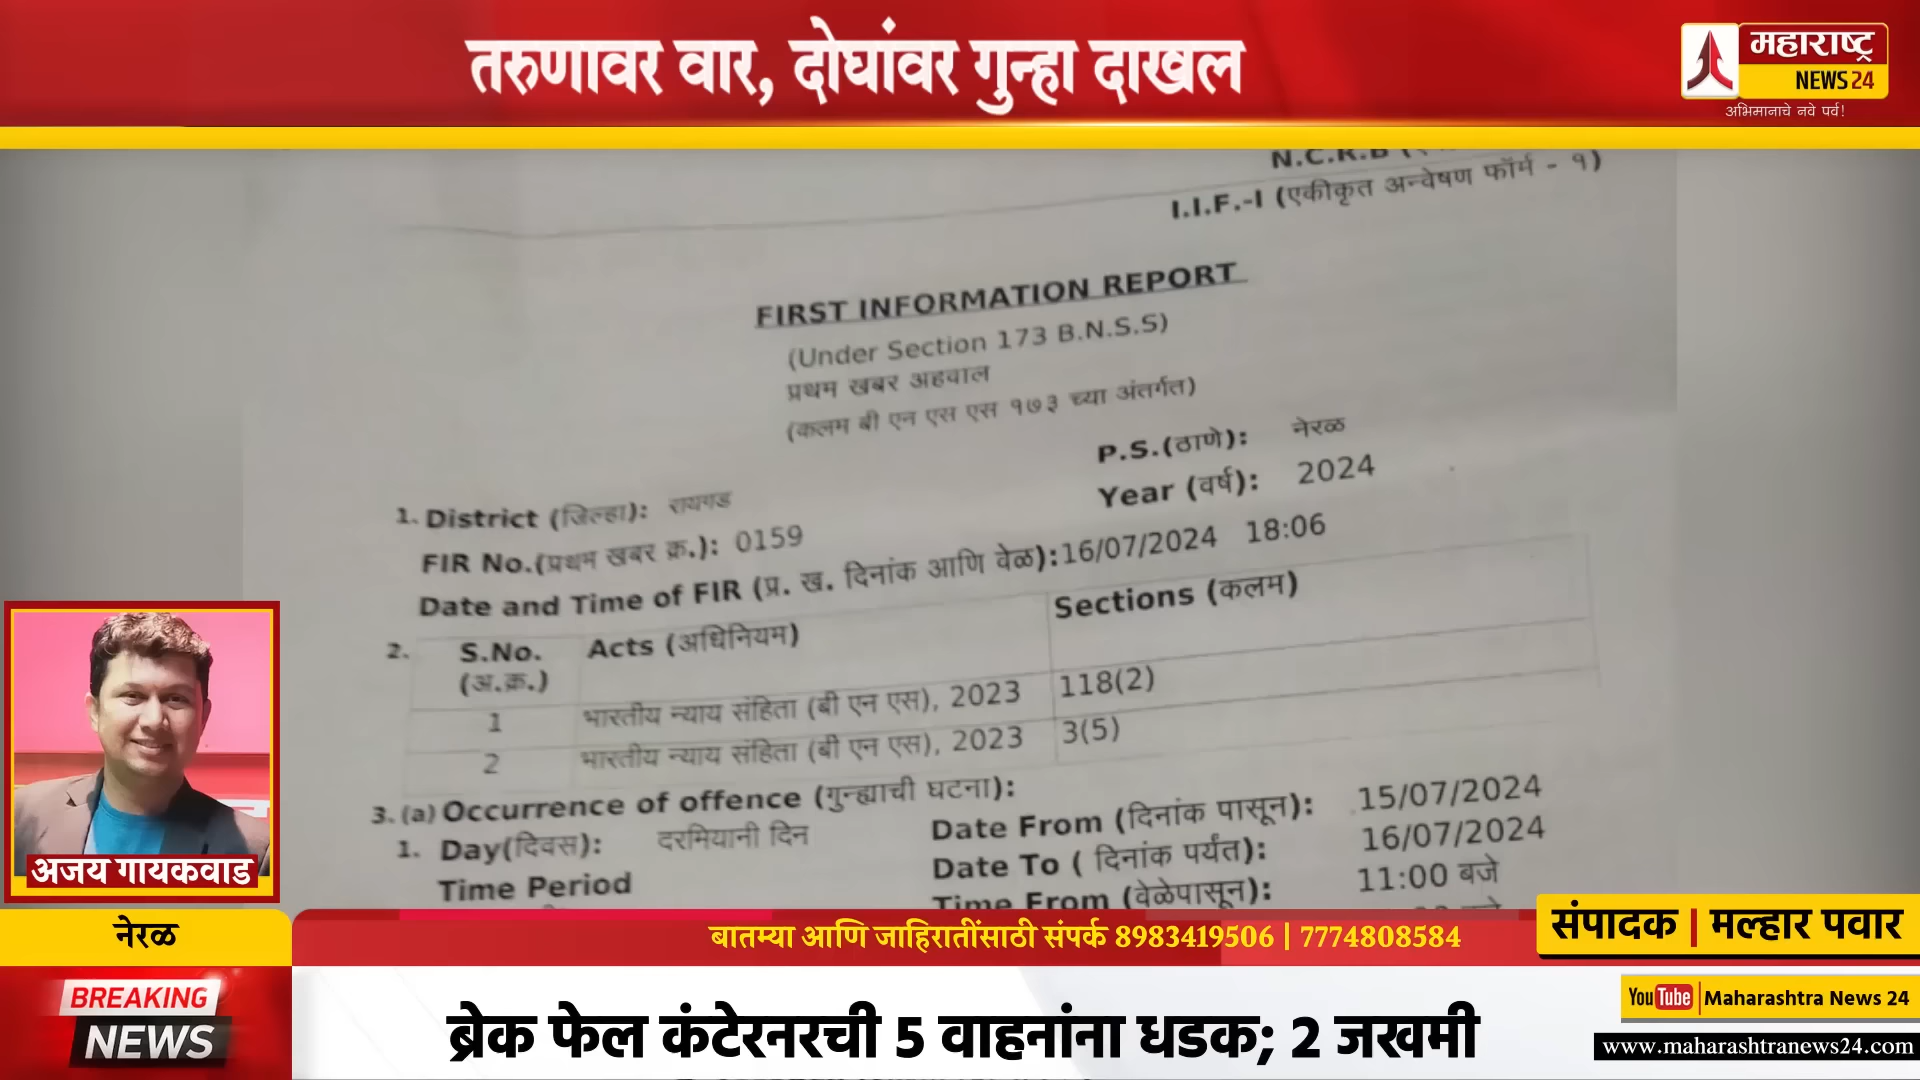 तरुणावर वार, दोघांवर गुन्हा दाखल
महाराष्ट्र
NEWS 24
अभिमानाचे नवे पर्व!
N.C.R.B
I.I.F.-I (एकीकृत अन्वेषण फॉर्म - १)
FIRST INFORMATION REPORT
(Under Section 173 B.N.S.S)
प्रथम खबर अहवाल
(कलम बी एन एस एस १७३ च्या अंतर्गत)
1. District (जिल्हा): रायगड P.S.(ठाणे): नेरळ
FIR No.(प्रथम खबर क्र.): 0159 Year (वर्ष): 2024
Date and Time of FIR (प्र. ख. दिनांक आणि वेळ): 16/07/2024 18:06
2. S.No. (अ.क्र.) Acts (अधिनियम) Sections (कलम)
1 भारतीय न्याय संहिता (बी एन एस), 2023 118(2)
2 भारतीय न्याय संहिता (बी एन एस), 2023 3(5)
3. (a) Occurrence of offence (गुन्ह्याची घटना):
1. Day(दिवस): दरमियानी दिन Date From (दिनांक पासून): 15/07/2024
Date To ( दिनांक पर्यंत): 16/07/2024
Time Period Time From (वेळेपासून): 11:00 बजे
अजय गायकवाड
नेरळ
बातम्या आणि जाहिरातींसाठी संपर्क 8983419506 | 7774808584
संपादक | मल्हार पवार
BREAKING
NEWS
ब्रेक फेल कंटेरनरची 5 वाहनांना धडक; 2 जखमी
YouTube Maharashtra News 24
www.maharashtranews24.com